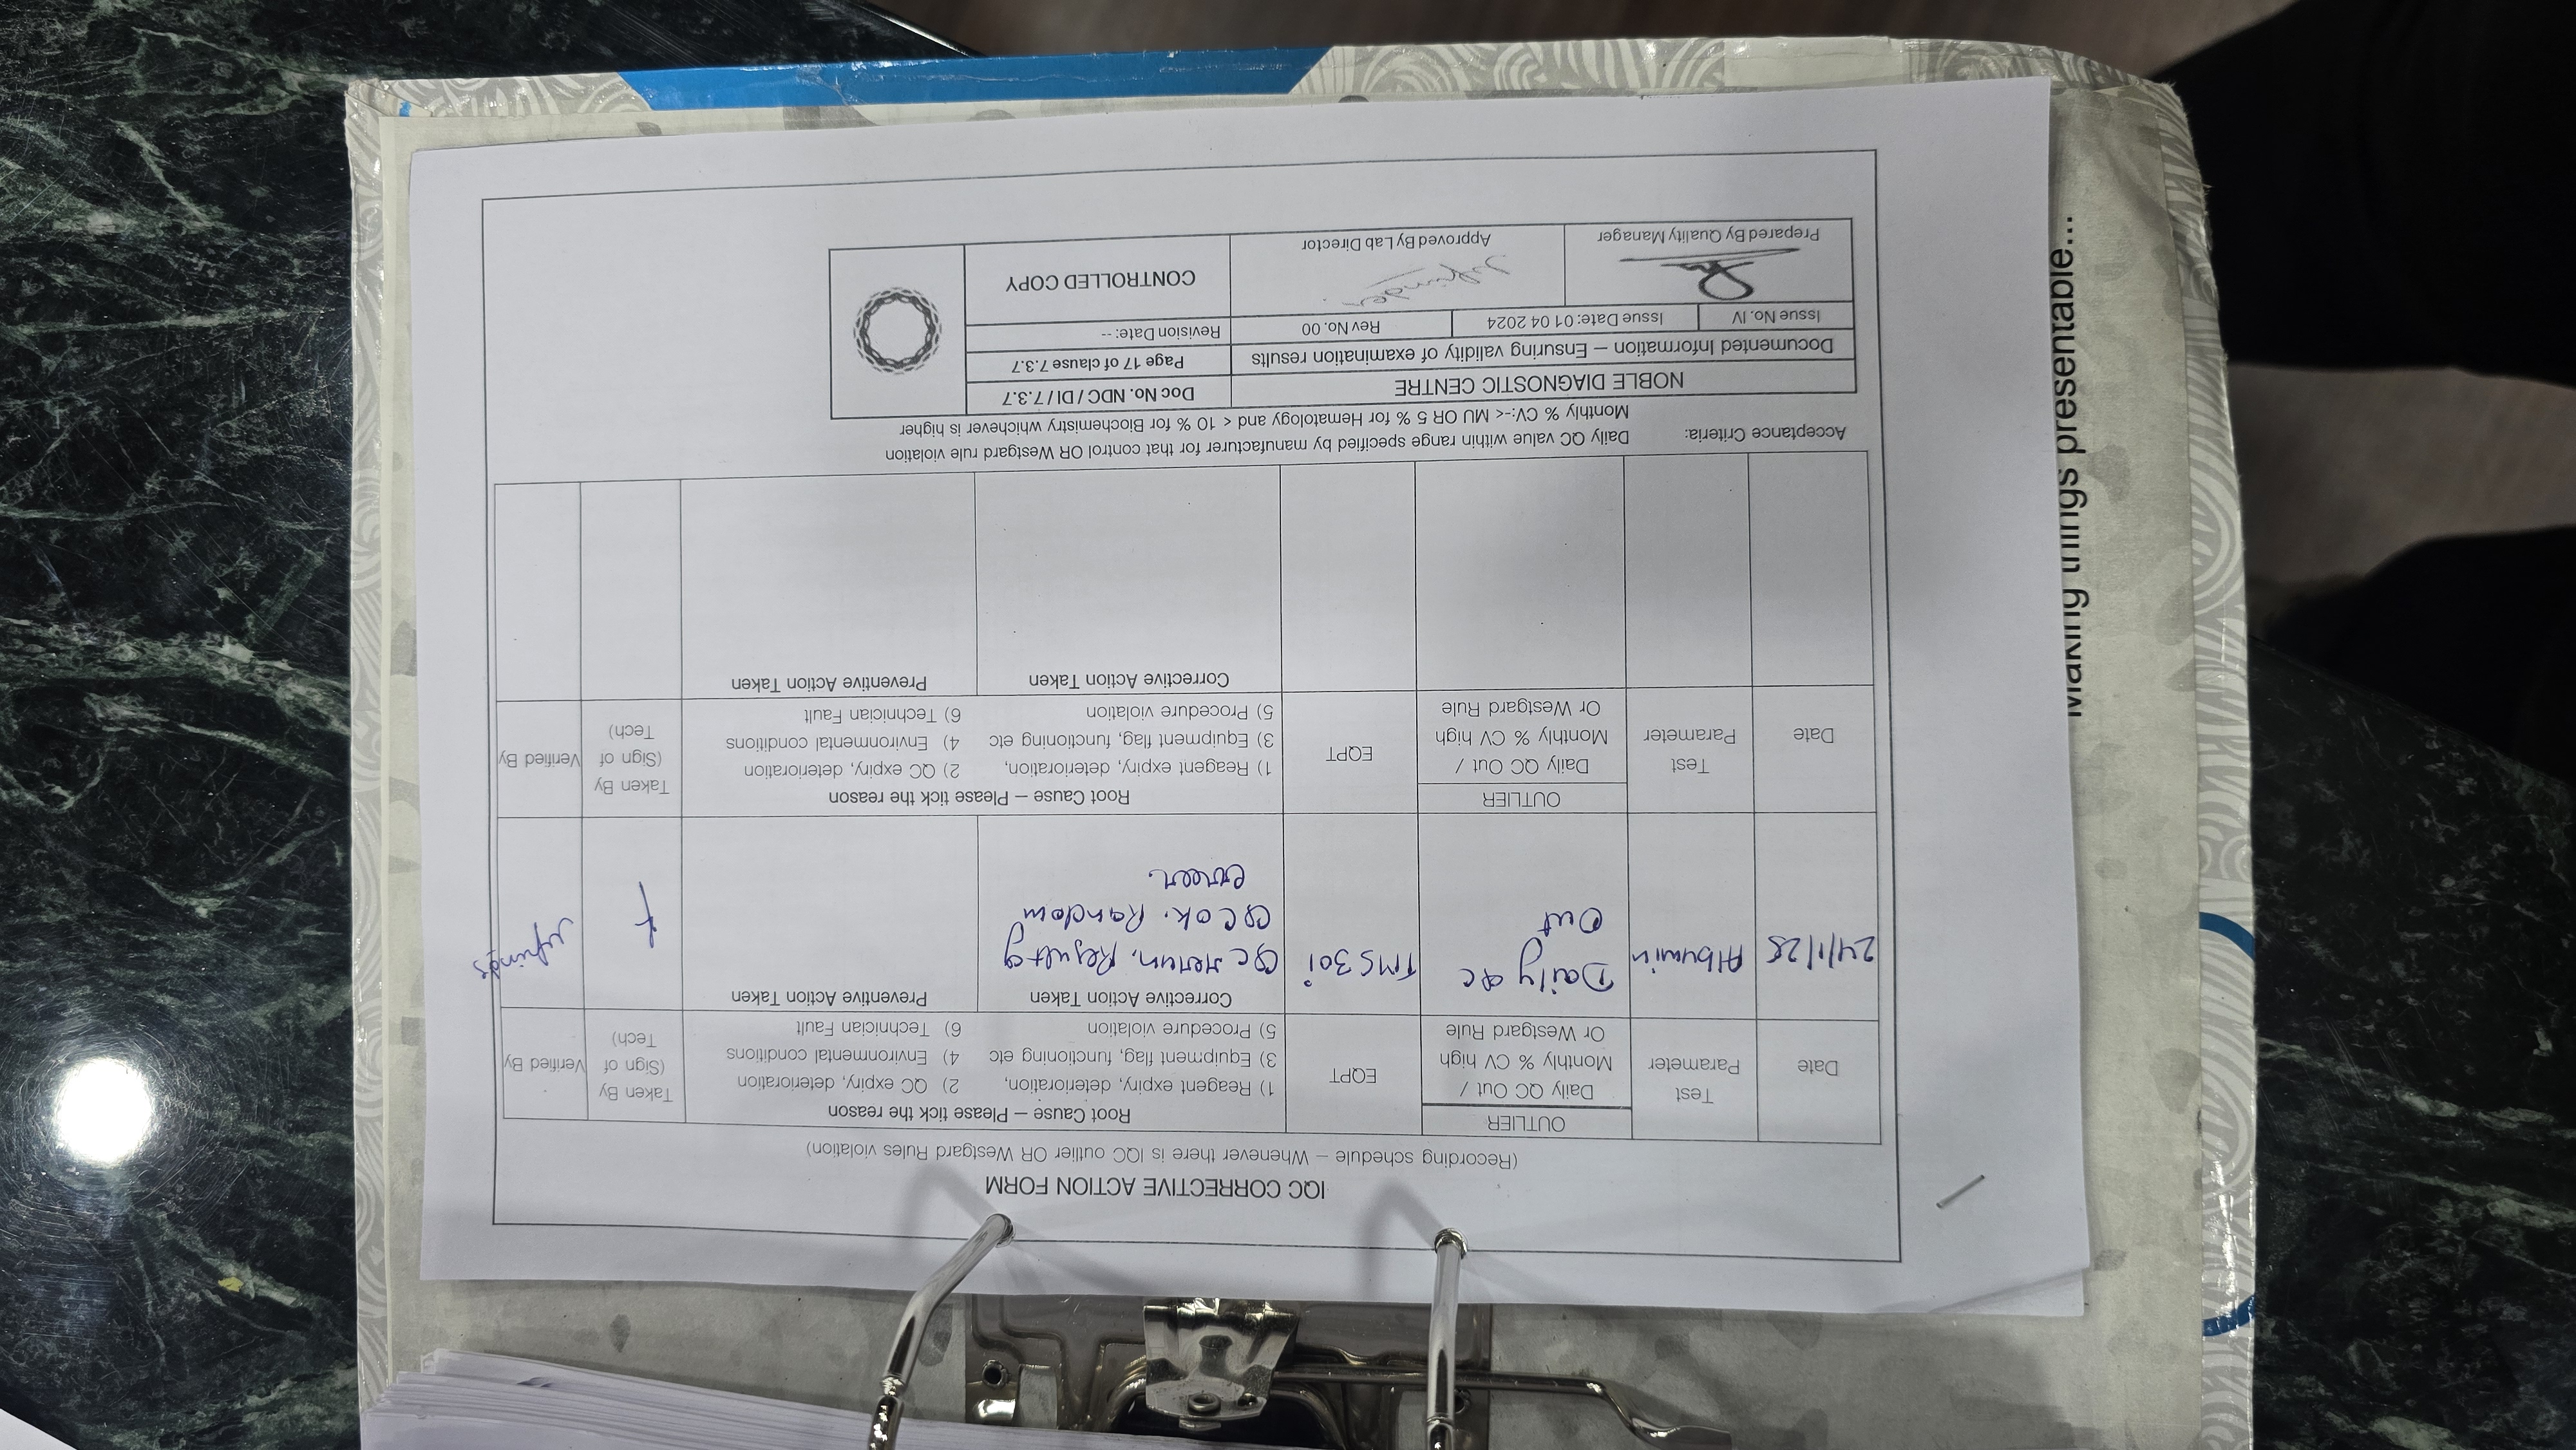 IQC CORRECTIVE ACTION FORM
(Recording schedule – Whenever there is IQC outlier OR Westgard Rules violation)
Date
Test
Parameter
OUTLIER
Daily QC Out /
Monthly % CV high
Or Westgard Rule
EQPT
Root Cause – Please tick the reason
1) Reagent expiry, deterioration, 2) QC expiry, deterioration
3) Equipment flag, functioning etc 4) Environmental conditions
5) Procedure violation 6) Technician Fault
Taken By
(Sign of
Tech)
Verified By
Corrective Action Taken
Preventive Action Taken
24/1/25
Albumin
Daily QC
Out
TMS 30i
QC rerun, Result of
QC ok. Random
error.
Date
Test
Parameter
OUTLIER
Daily QC Out /
Monthly % CV high
Or Westgard Rule
EQPT
Root Cause – Please tick the reason
1) Reagent expiry, deterioration, 2) QC expiry, deterioration
3) Equipment flag, functioning etc 4) Environmental conditions
5) Procedure violation 6) Technician Fault
Taken By
(Sign of
Tech)
Verified By
Corrective Action Taken
Preventive Action Taken
Acceptance Criteria: Daily QC value within range specified by manufacturer for that control OR Westgard rule violation
Monthly % CV:-< MU OR 5 % for Hematology and < 10 % for Biochemistry whichever is higher
NOBLE DIAGNOSTIC CENTRE Doc No. NDC / DI / 7.3.7
Documented Information – Ensuring validity of examination results Page 17 of clause 7.3.7
Issue No. IV Issue Date: 01 04 2024 Rev No. 00 Revision Date: --
CONTROLLED COPY
Prepared By Quality Manager Approved By Lab Director
Making things presentable...